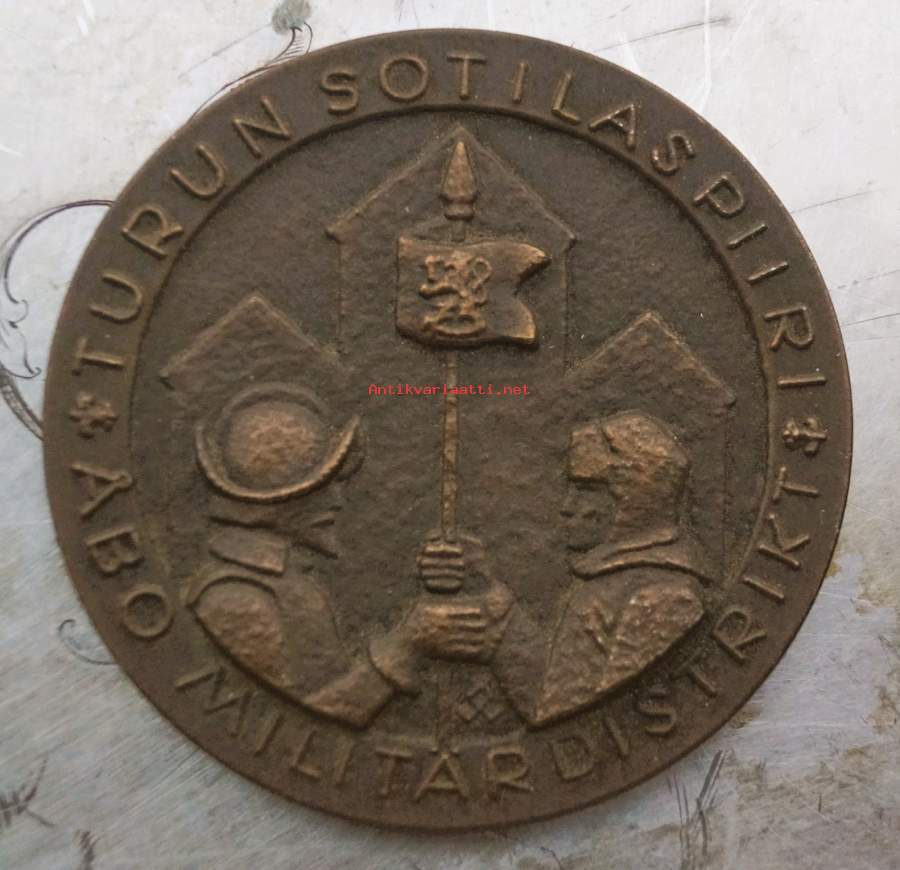 TURUN SOTILASPIIRI
Antikvariaatti.net
ÅBO MILITÄRDISTRIKT